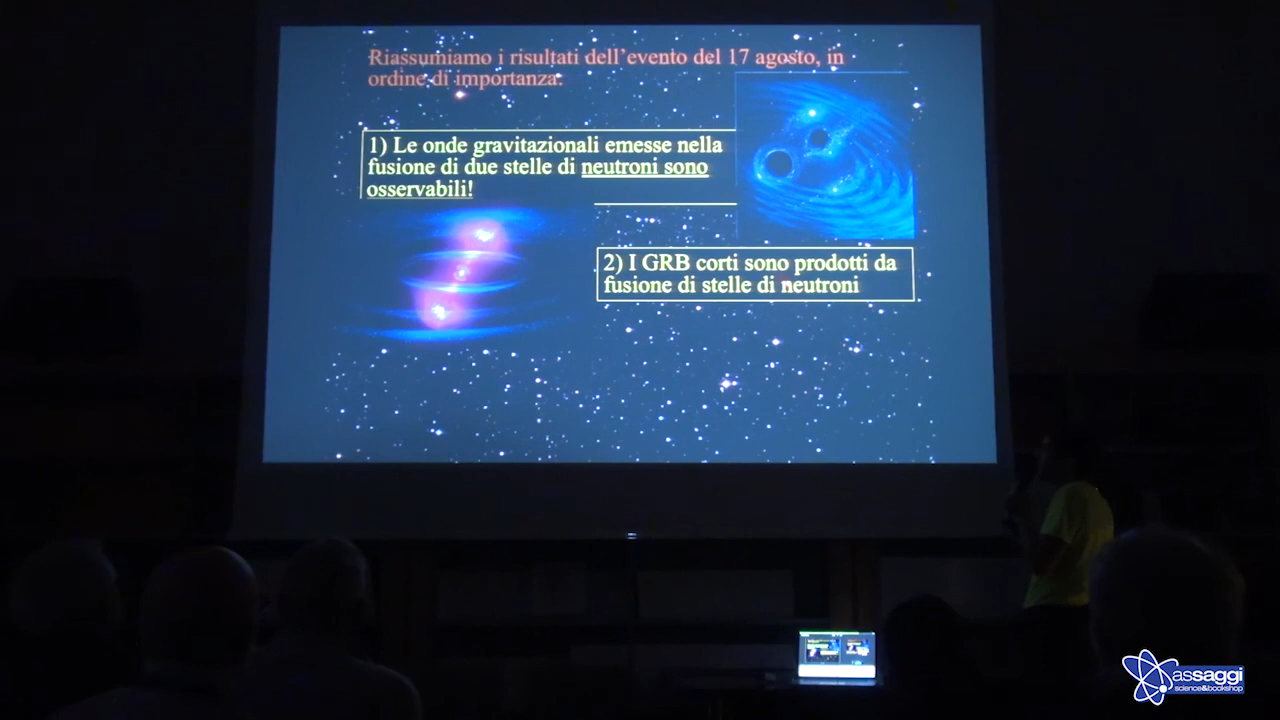 Riassumiamo i risultati dell'evento del 17 agosto, in
ordine di importanza:
1) Le onde gravitazionali emesse nella
fusione di due stelle di neutroni sono
osservabili!
2) I GRB corti sono prodotti da
fusione di stelle di neutroni
assaggi
science&bookshop